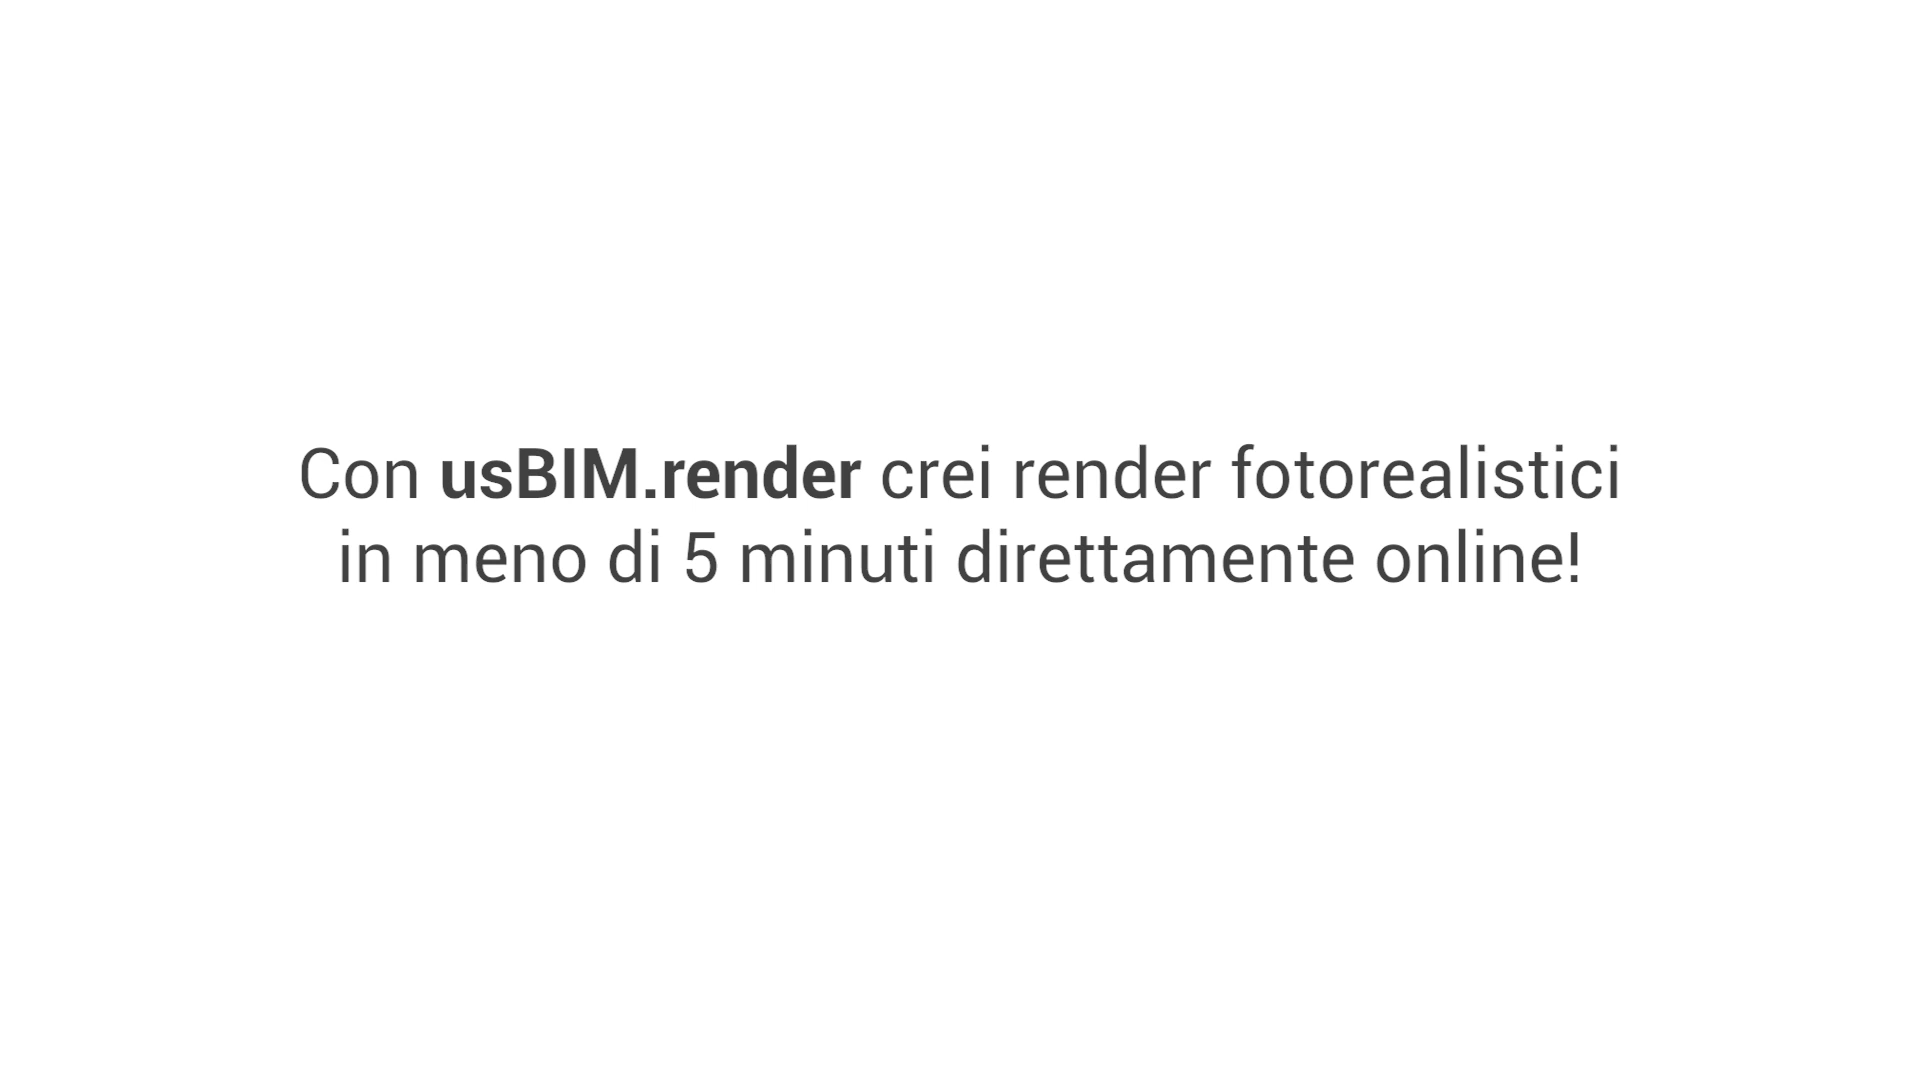 Con usBIM.render crei render fotorealistici
in meno di 5 minuti direttamente online!